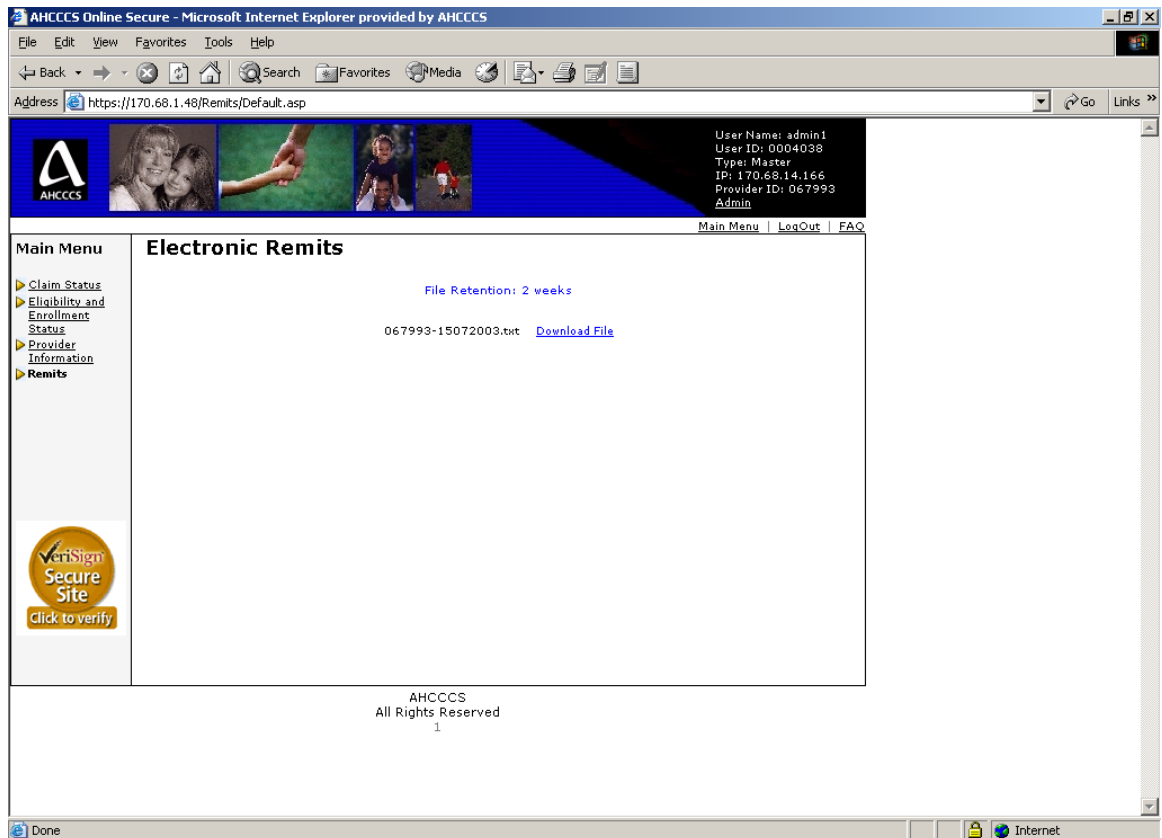 AHCCCS Online Secure - Microsoft Internet Explorer provided by AHCCCS
File Edit View Favorites Tools Help
Back Search Favorites Media
Address https://170.68.1.48/Remits/Default.asp Go Links »
AHCCCS
User Name: admin1
User ID: 0004038
Type: Master
IP: 170.68.14.166
Provider ID: 067993
Admin
Main Menu | LogOut | FAQ
Main Menu
Claim Status
Eligibility and
Enrollment
Status
Provider
Information
Remits
Electronic Remits
File Retention: 2 weeks
067993-15072003.txt Download File
VeriSign
Secure
Site
Click to verify
AHCCCS
All Rights Reserved
1
Done Internet